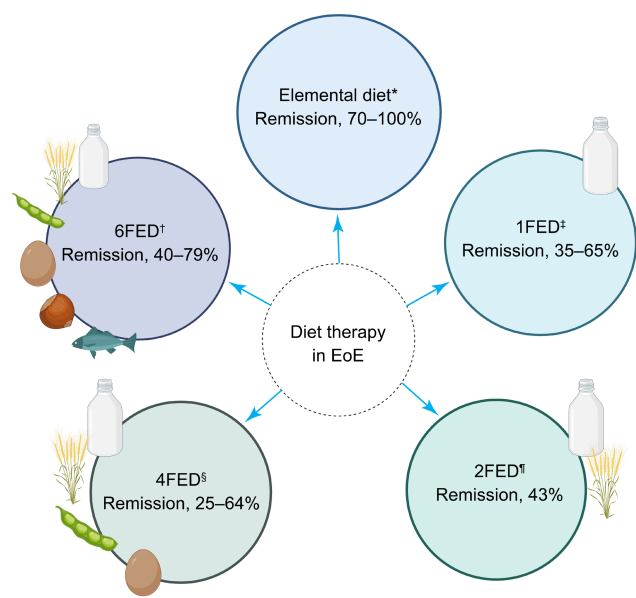 Elemental diet*
Remission, 70–100%
6FED†
Remission, 40–79%
1FED‡
Remission, 35–65%
Diet therapy
in EoE
4FED§
Remission, 25–64%
2FED¶
Remission, 43%